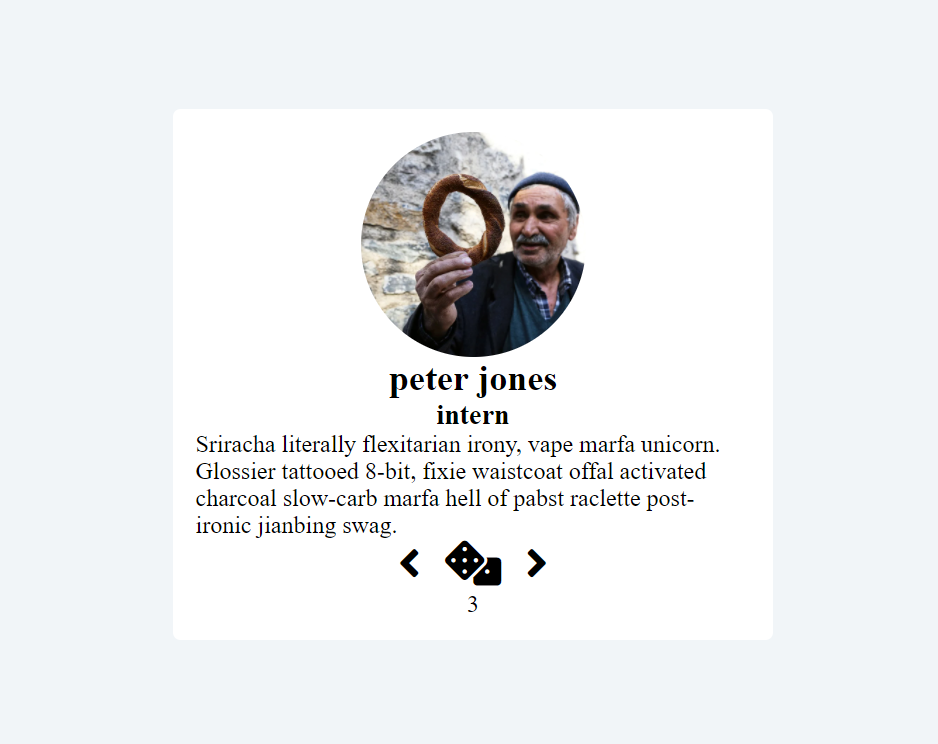 peter jones
intern
Sriracha literally flexitarian irony, vape marfa unicorn.
Glossier tattooed 8-bit, fixie waistcoat offal activated
charcoal slow-carb marfa hell of pabst raclette post-
ironic jianbing swag.
3